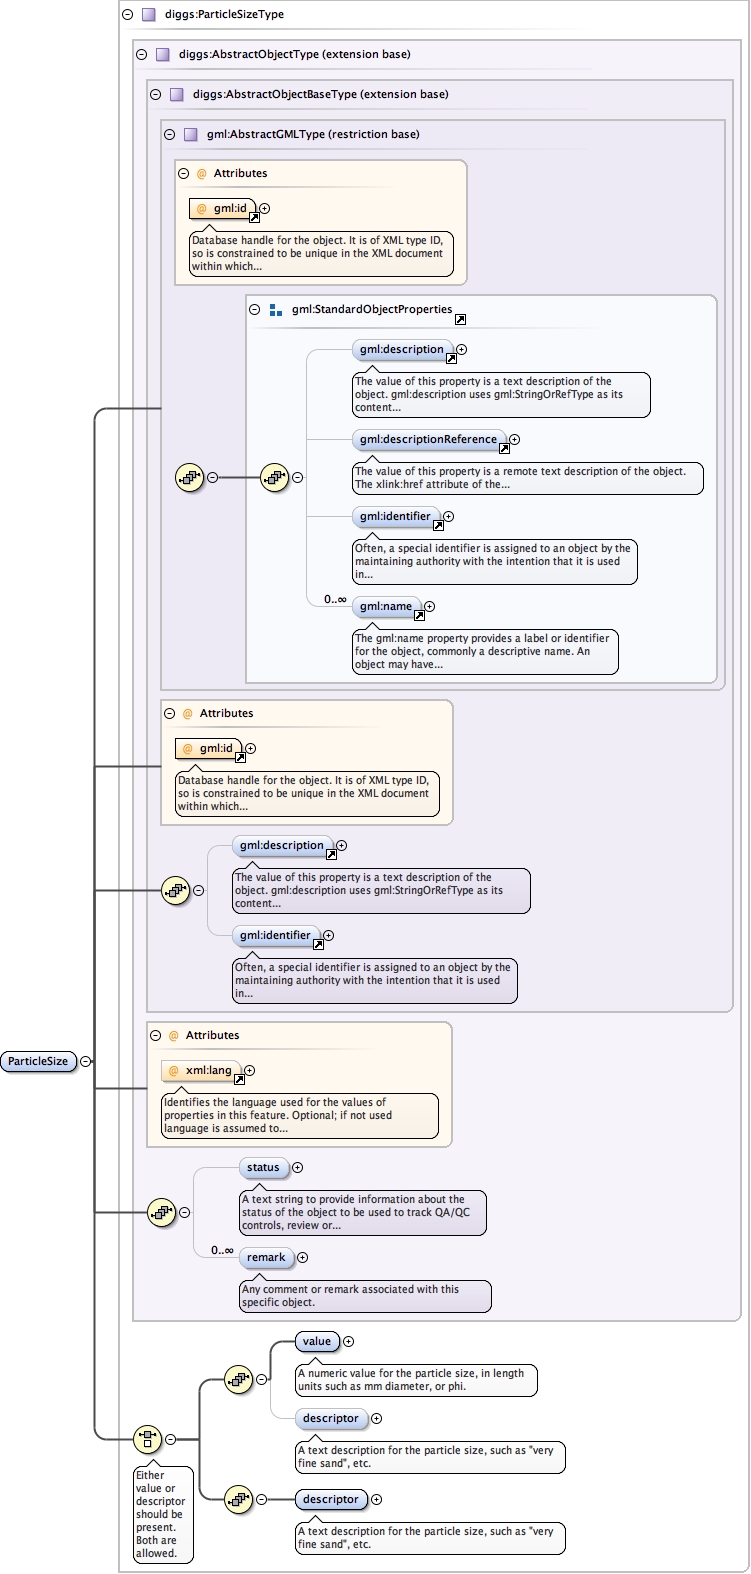 diggs:ParticleSizeType
diggs:AbstractObjectType (extension base)
diggs:AbstractObjectBaseType (extension base)
gml:AbstractGMLType (restriction base)
@ Attributes
@ gml:id
Database handle for the object. It is of XML type ID,
so is constrained to be unique in the XML document
within which...
gml:StandardObjectProperties
gml:description
The value of this property is a text description of the
object. gml:description uses gml:StringOrRefType as its
content...
gml:descriptionReference
The value of this property is a remote text description of the object.
The xlink:href attribute of the...
gml:identifier
Often, a special identifier is assigned to an object by the
maintaining authority with the intention that it is used
in...
0..∞
gml:name
The gml:name property provides a label or identifier
for the object, commonly a descriptive name. An
object may have...
@ Attributes
@ gml:id
Database handle for the object. It is of XML type ID,
so is constrained to be unique in the XML document
within which...
gml:description
The value of this property is a text description of the
object. gml:description uses gml:StringOrRefType as its
content...
gml:identifier
Often, a special identifier is assigned to an object by the
maintaining authority with the intention that it is used
in...
ParticleSize
@ Attributes
@ xml:lang
Identifies the language used for the values of
properties in this feature. Optional; if not used
language is assumed to...
status
A text string to provide information about the
status of the object to be used to track QA/QC
controls, review or...
0..∞
remark
Any comment or remark associated with this
specific object.
value
A numeric value for the particle size, in length
units such as mm diameter, or phi.
descriptor
A text description for the particle size, such as "very
fine sand", etc.
Either
value or
descriptor
should be
present.
Both are
allowed.
descriptor
A text description for the particle size, such as "very
fine sand", etc.